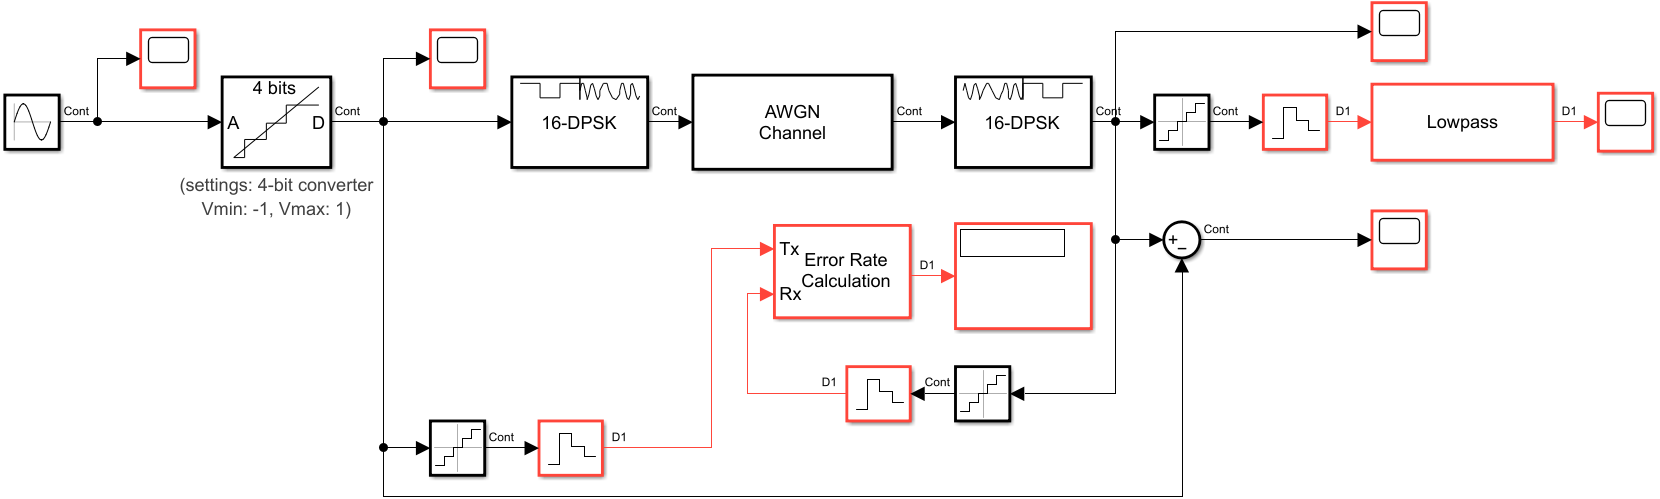 4 bits
Cont
A
D
Cont
16-DPSK
Cont
AWGN
Channel
Cont
16-DPSK
Cont
Cont
D1
Lowpass
D1
(settings: 4-bit converter
Vmin: -1, Vmax: 1)
Tx
Rx
Error Rate
Calculation
D1
+
−
Cont
D1
Cont
Cont
D1